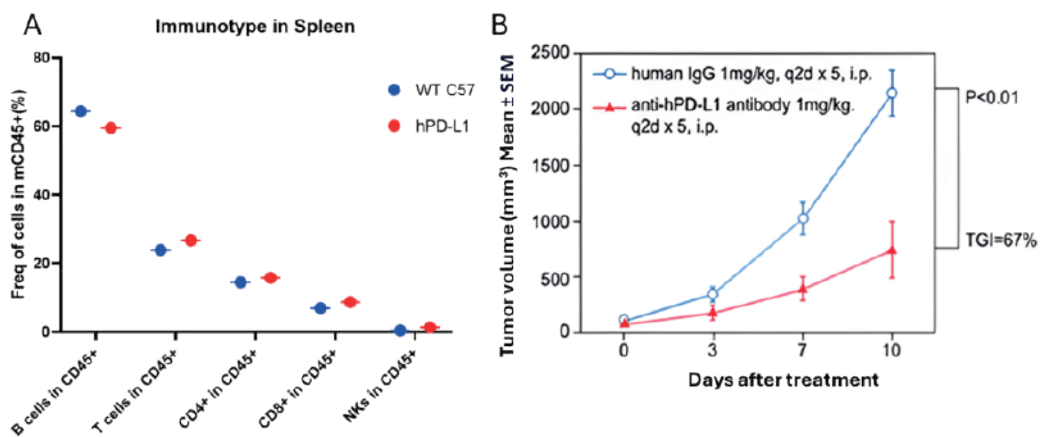 A
Immunotype in Spleen
Freq of cells in mCD45+(%)
80
60
40
20
0
WT C57
hPD-L1
B cells in CD45+
T cells in CD45+
CD4+ in CD45+
CD8+ in CD45+
NKs in CD45+
B
Tumor volume (mm³) Mean ± SEM
2500
2000
1500
1000
500
0
human IgG 1mg/kg, q2d x 5, i.p.
anti-hPD-L1 antibody 1mg/kg.
q2d x 5, i.p.
P<0.01
TGI=67%
0
3
7
10
Days after treatment